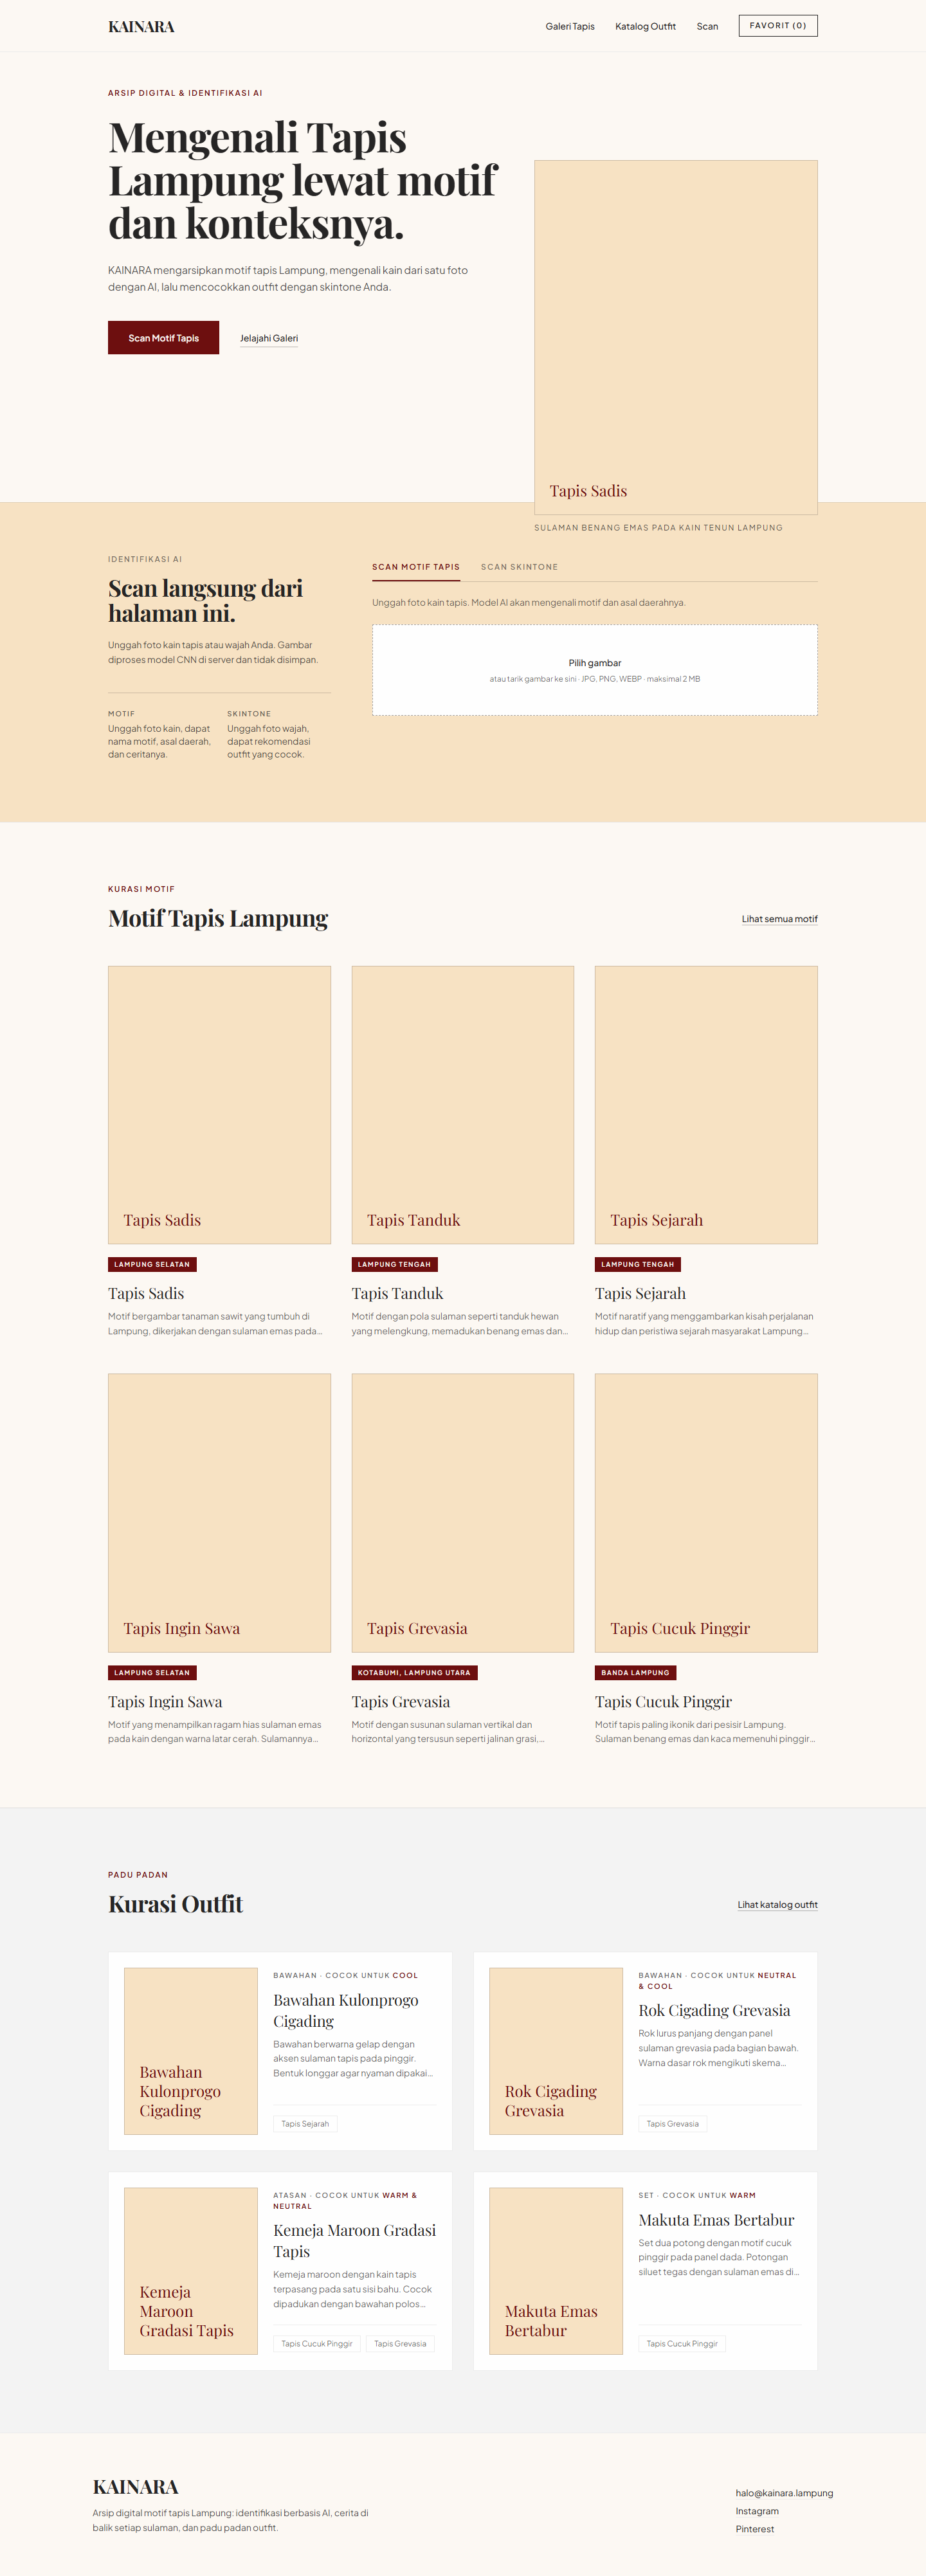 KAINARA
Galeri Tapis
Katalog Outfit
Scan
FAVORIT (0)
ARSIP DIGITAL & IDENTIFIKASI AI
Mengenali Tapis
Lampung lewat motif
dan konteksnya.
KAINARA mengarsipkan motif tapis Lampung, mengenali kain dari satu foto
dengan AI, lalu mencocokkan outfit dengan skintone Anda.
Scan Motif Tapis
Jelajahi Galeri
Tapis Sadis
SULAMAN BENANG EMAS PADA KAIN TENUN LAMPUNG
IDENTIFIKASI AI
Scan langsung dari
halaman ini.
Unggah foto kain tapis atau wajah Anda. Gambar
diproses model CNN di server dan tidak disimpan.
MOTIF
Unggah foto kain, dapat
nama motif, asal daerah,
dan ceritanya.
SKINTONE
Unggah foto wajah,
dapat rekomendasi
outfit yang cocok.
SCAN MOTIF TAPIS
SCAN SKINTONE
Unggah foto kain tapis. Model AI akan mengenali motif dan asal daerahnya.
Pilih gambar
atau tarik gambar ke sini · JPG, PNG, WEBP · maksimal 2 MB
KURASI MOTIF
Motif Tapis Lampung
Lihat semua motif
Tapis Sadis
LAMPUNG SELATAN
Tapis Sadis
Motif bergambar tanaman sawit yang tumbuh di
Lampung, dikerjakan dengan sulaman emas pada…
Tapis Tanduk
LAMPUNG TENGAH
Tapis Tanduk
Motif dengan pola sulaman seperti tanduk hewan
yang melengkung, memadukan benang emas dan…
Tapis Sejarah
LAMPUNG TENGAH
Tapis Sejarah
Motif naratif yang menggambarkan kisah perjalanan
hidup dan peristiwa sejarah masyarakat Lampung…
Tapis Ingin Sawa
LAMPUNG SELATAN
Tapis Ingin Sawa
Motif yang menampilkan ragam hias sulaman emas
pada kain dengan warna latar cerah. Sulamannya…
Tapis Grevasia
KOTABUMI, LAMPUNG UTARA
Tapis Grevasia
Motif dengan susunan sulaman vertikal dan
horizontal yang tersusun seperti jalinan grasi,…
Tapis Cucuk Pinggir
BANDA LAMPUNG
Tapis Cucuk Pinggir
Motif tapis paling ikonik dari pesisir Lampung.
Sulaman benang emas dan kaca memenuhi pinggir…
PADU PADAN
Kurasi Outfit
Lihat katalog outfit
Bawahan
Kulonprogo
Cigading
BAWAHAN · COCOK UNTUK COOL
Bawahan Kulonprogo
Cigading
Bawahan berwarna gelap dengan
aksen sulaman tapis pada pinggir.
Bentuk longgar agar nyaman dipakai…
Tapis Sejarah
Rok Cigading
Grevasia
BAWAHAN · COCOK UNTUK NEUTRAL
& COOL
Rok Cigading Grevasia
Rok lurus panjang dengan panel
sulaman grevasia pada bagian bawah.
Warna dasar rok mengikuti skema…
Tapis Grevasia
Kemeja
Maroon
Gradasi Tapis
ATASAN · COCOK UNTUK WARM &
NEUTRAL
Kemeja Maroon Gradasi
Tapis
Kemeja maroon dengan kain tapis
terpasang pada satu sisi bahu. Cocok
dipadukan dengan bawahan polos…
Tapis Cucuk Pinggir
Tapis Grevasia
Makuta Emas
Bertabur
SET · COCOK UNTUK WARM
Makuta Emas Bertabur
Set dua potong dengan motif cucuk
pinggir pada panel dada. Potongan
siluet tegas dengan sulaman emas di…
Tapis Cucuk Pinggir
KAINARA
Arsip digital motif tapis Lampung: identifikasi berbasis AI, cerita di
balik setiap sulaman, dan padu padan outfit.
halo@kainara.lampung
Instagram
Pinterest